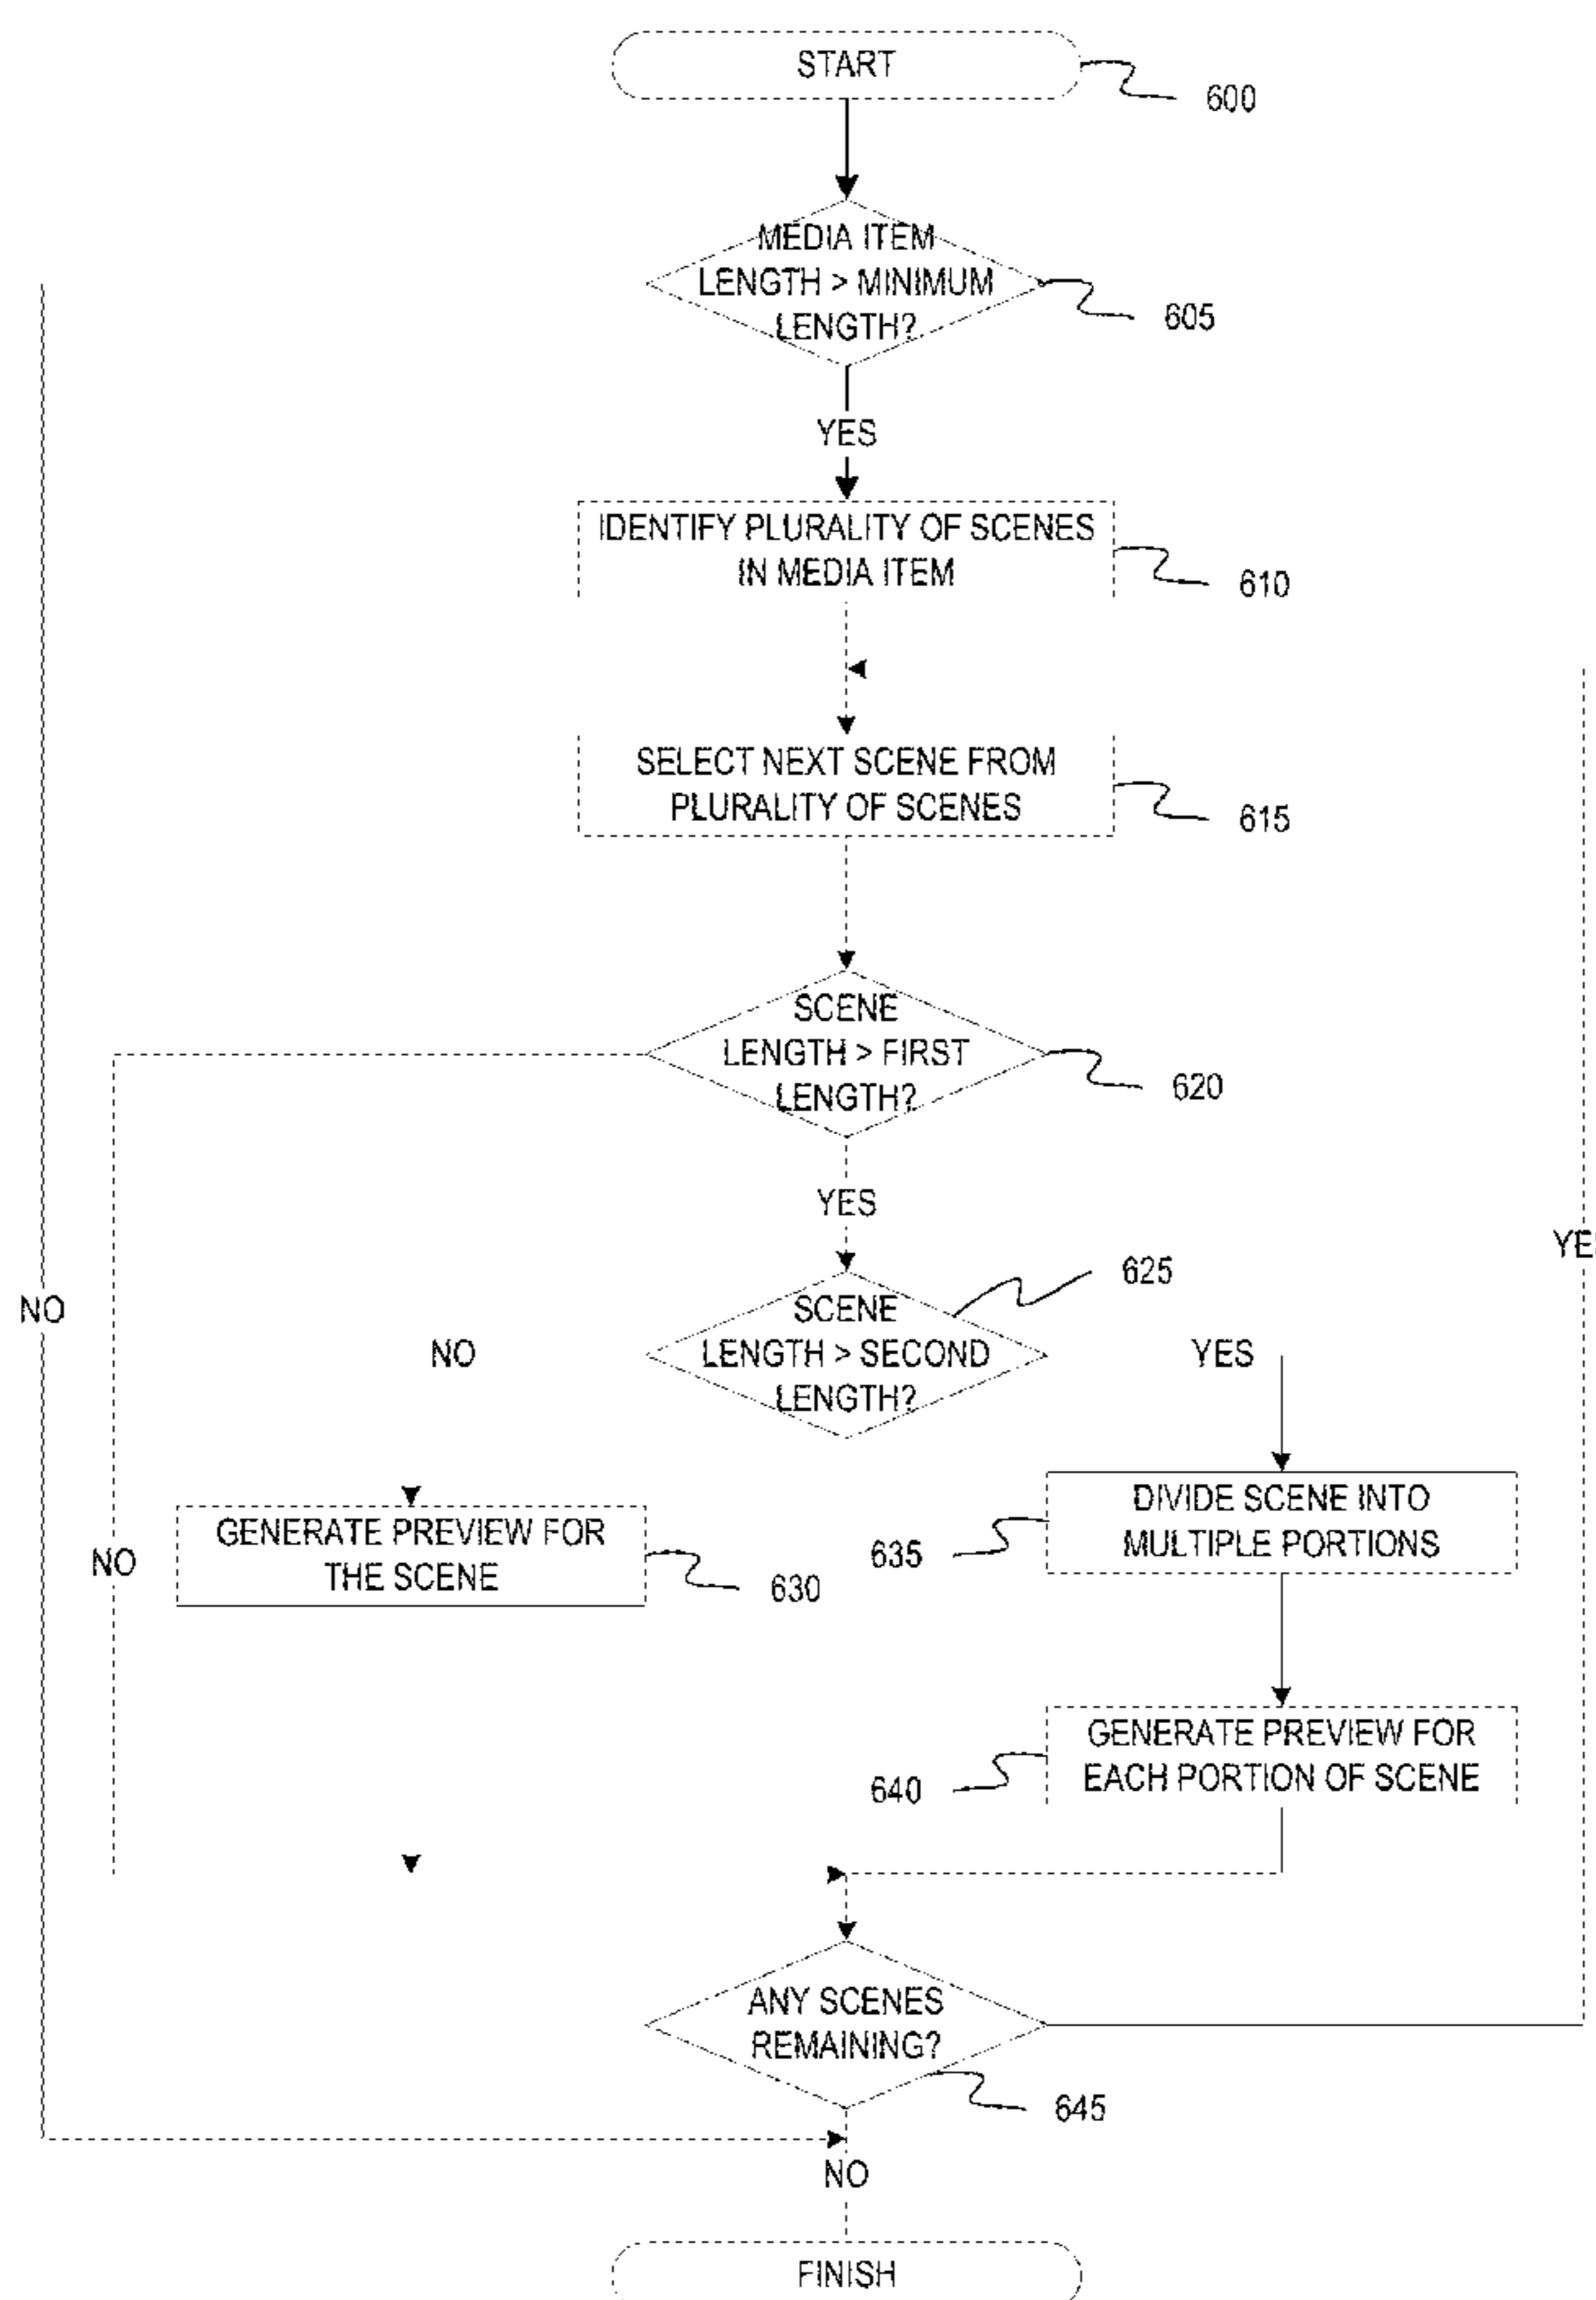 START
600
MEDIA ITEM
LENGTH > MINIMUM
LENGTH?
605
YES
IDENTIFY PLURALITY OF SCENES
IN MEDIA ITEM
610
SELECT NEXT SCENE FROM
PLURALITY OF SCENES
615
SCENE
LENGTH > FIRST
LENGTH?
620
YES
YE
625
NO
SCENE
LENGTH > SECOND
LENGTH?
NO
YES
GENERATE PREVIEW FOR
THE SCENE
630
NO
DIVIDE SCENE INTO
MULTIPLE PORTIONS
635
GENERATE PREVIEW FOR
EACH PORTION OF SCENE
640
ANY SCENES
REMAINING?
645
NO
FINISH